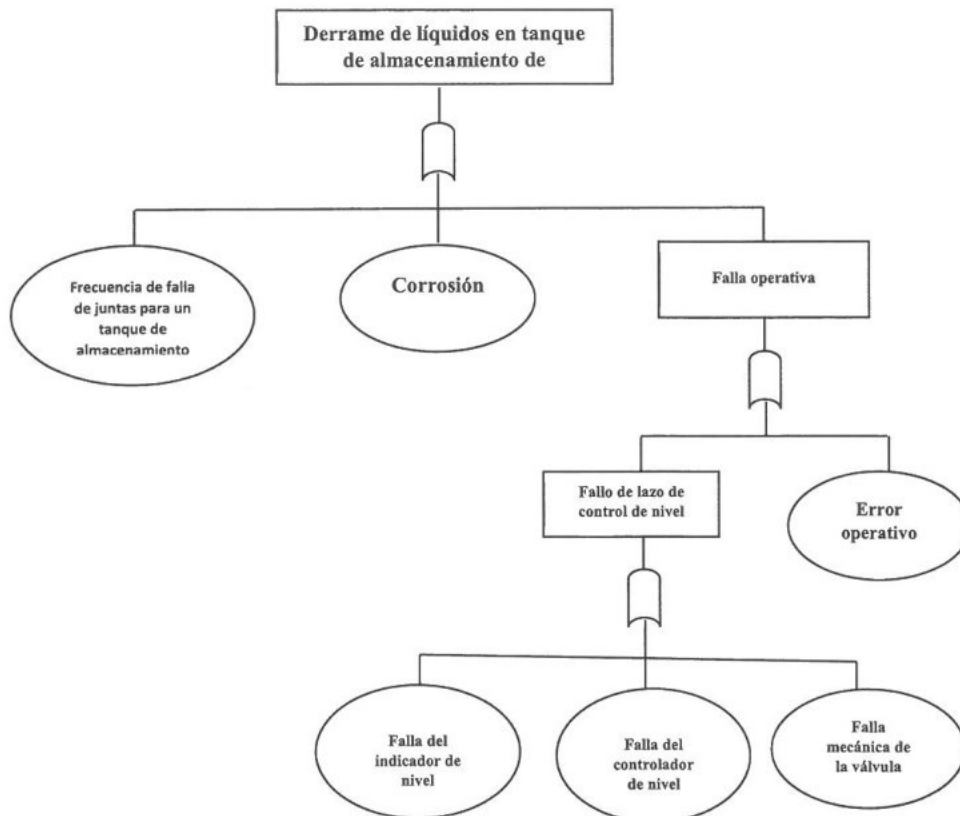 Derrame de líquidos en tanque
de almacenamiento de
Frecuencia de falla
de juntas para un
tanque de
almacenamiento
Corrosión
Falla operativa
Fallo de lazo de
control de nivel
Error
operativo
Falla del
indicador de
nivel
Falla del
controlador
de nivel
Falla
mecánica de
la válvula